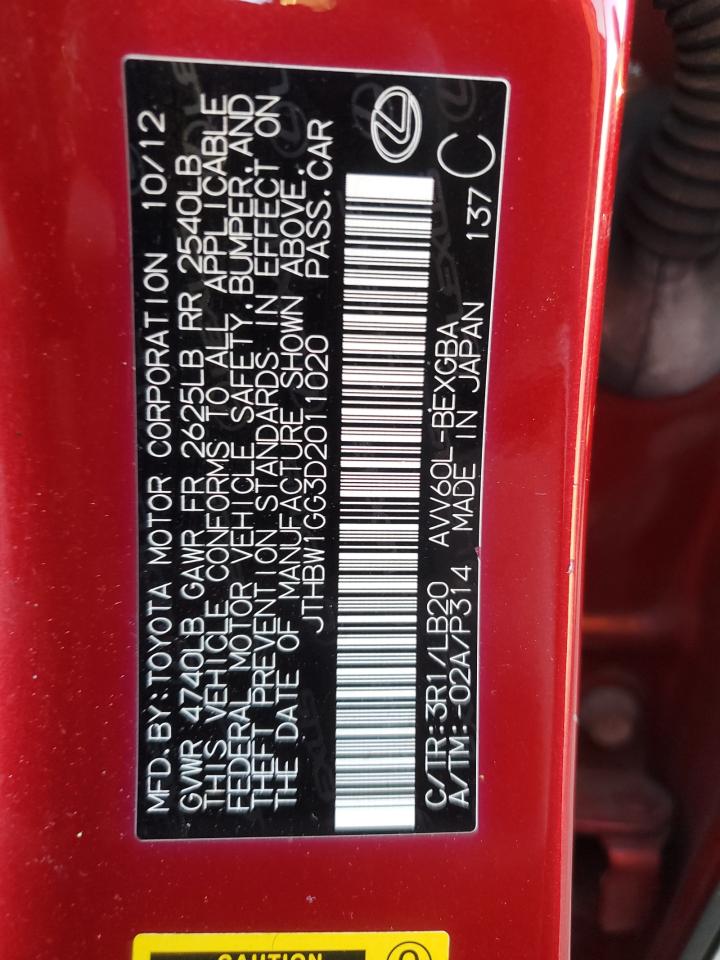 MFD.BY:TOYOTA MOTOR CORPORATION 10/12
GVWR 4740LB GAWR FR 2625LB RR 2540LB
THIS VEHICLE CONFORMS TO ALL APPLICABLE
FEDERAL MOTOR VEHICLE SAFETY,BUMPER,AND
THEFT PREVENTION STANDARDS IN EFFECT ON
THE DATE OF MANUFACTURE SHOWN ABOVE.
JTHBW1GG3D2011020 PASS.CAR
C/TR:3R1/LB20 AVV60L-BEXGBA
A/TM:-02A/P314 MADE IN JAPAN 137 C
CAUTION